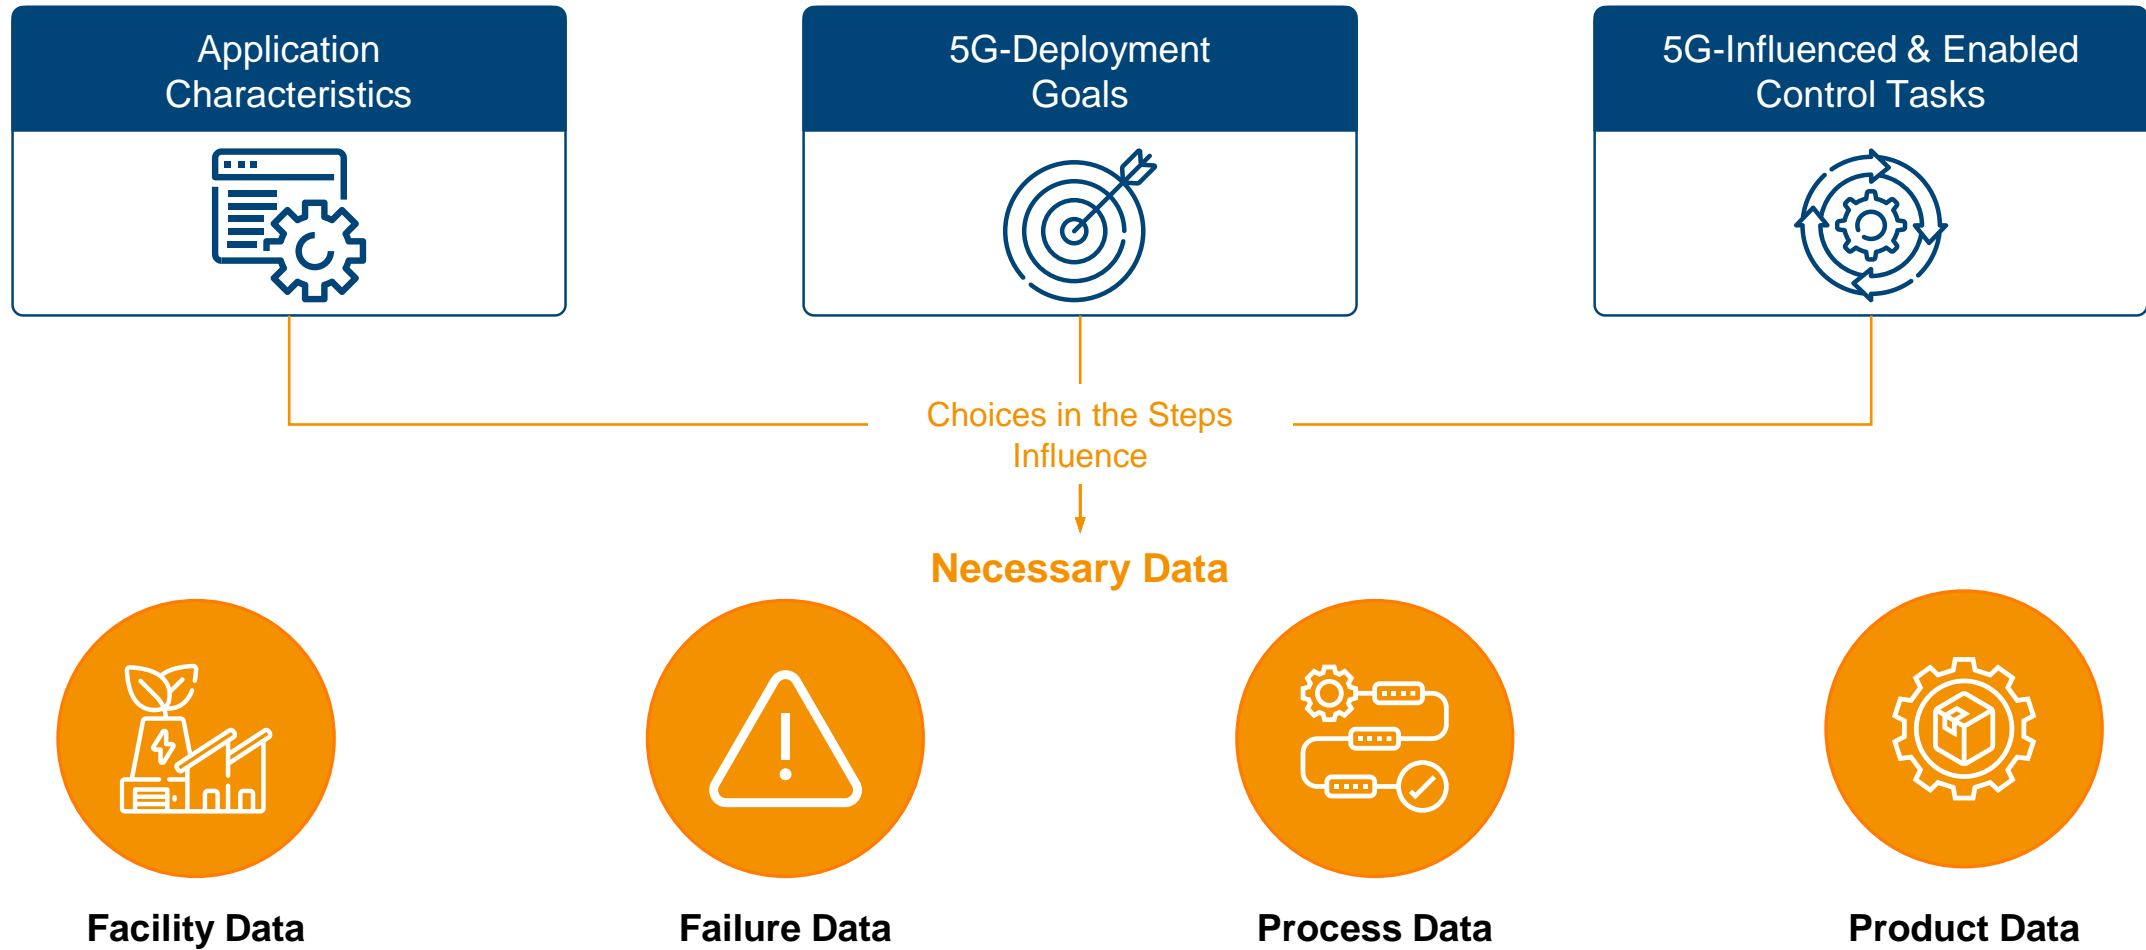 Application
Characteristics
5G-Deployment
Goals
5G-Influenced & Enabled
Control Tasks
Choices in the Steps
Influence
Necessary Data
Facility Data
Failure Data
Process Data
Product Data